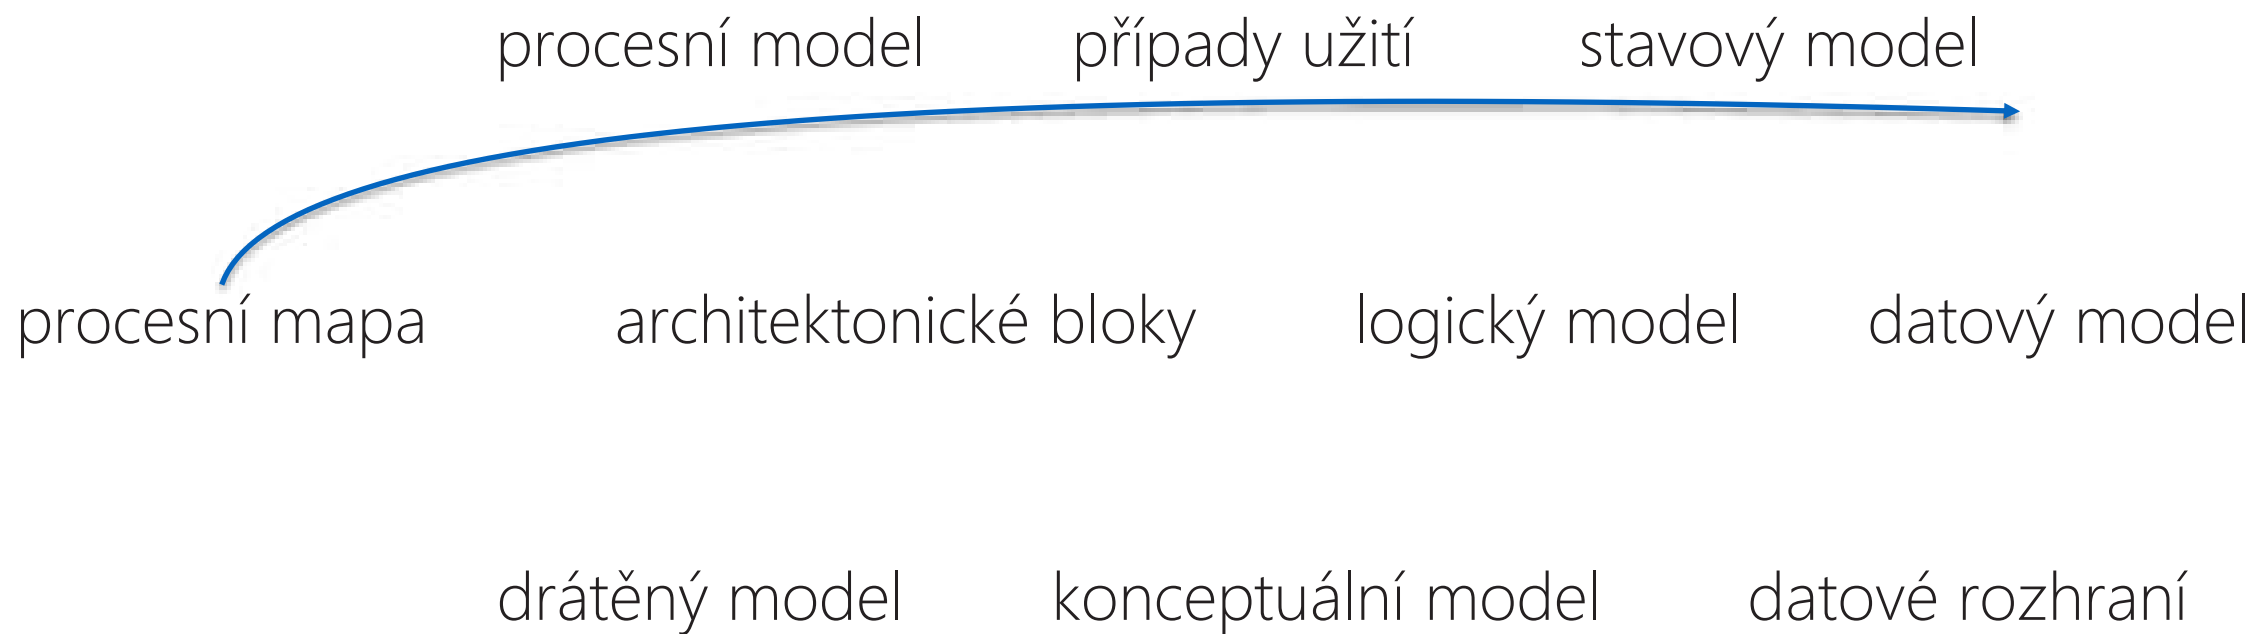 procesní model případy užití stavový model
procesní mapa architektonické bloky logický model datový model
drátěný model konceptuální model datové rozhraní